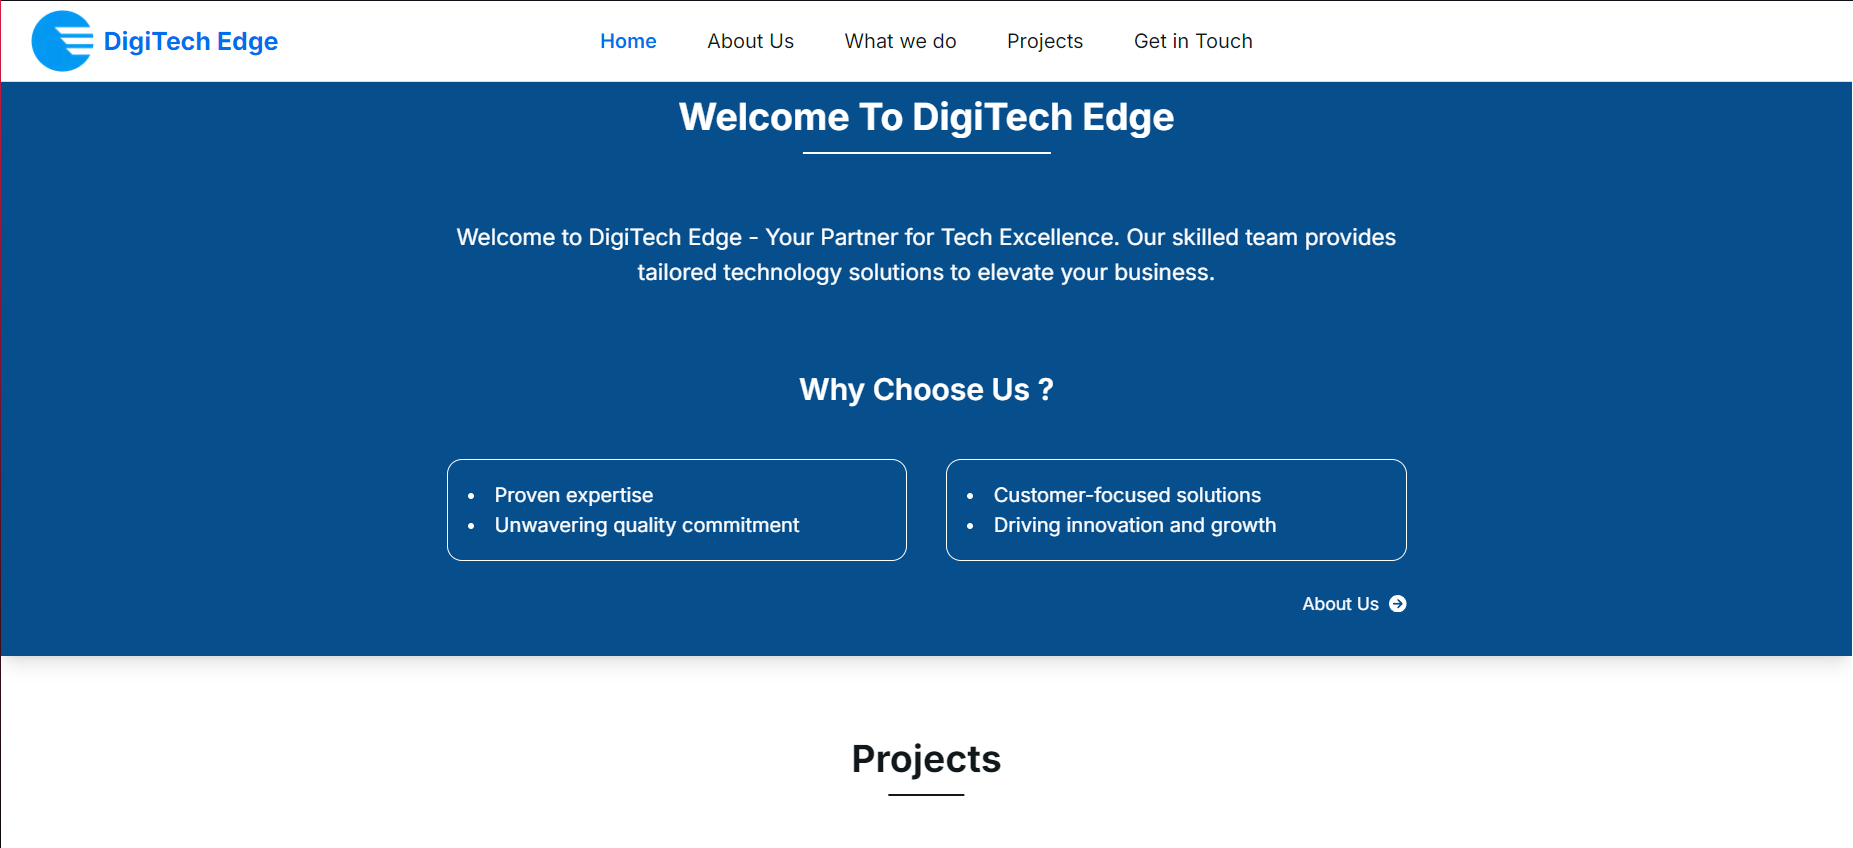 DigiTech Edge
Home About Us What we do Projects Get in Touch
Welcome To DigiTech Edge
Welcome to DigiTech Edge - Your Partner for Tech Excellence. Our skilled team provides
tailored technology solutions to elevate your business.
Why Choose Us ?
• Proven expertise
• Unwavering quality commitment
• Customer-focused solutions
• Driving innovation and growth
About Us
Projects